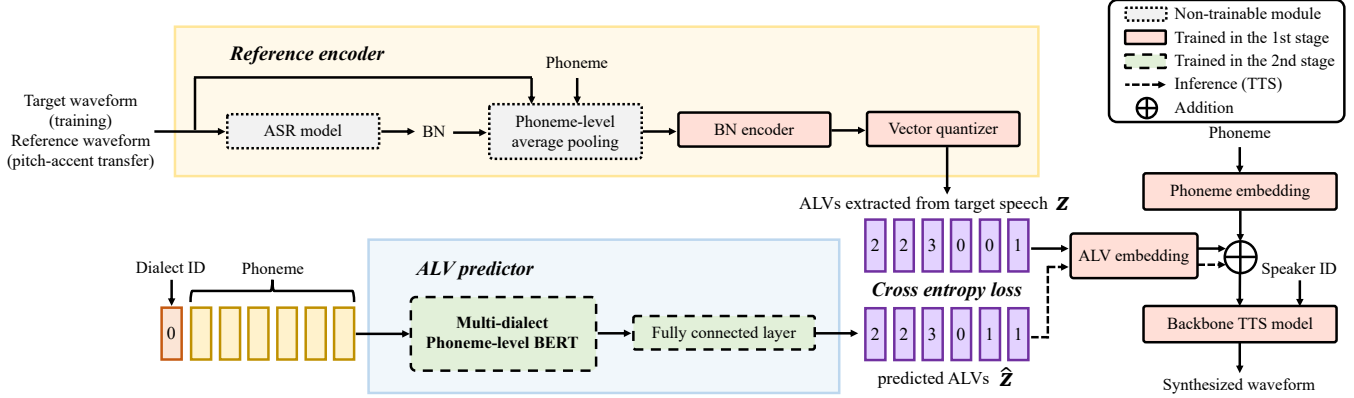 Non-trainable module
Trained in the 1st stage
Trained in the 2nd stage
Inference (TTS)
Addition
Reference encoder
Phoneme
Target waveform
(training)
Reference waveform
(pitch-accent transfer)
ASR model
BN
Phoneme-level
average pooling
BN encoder
Vector quantizer
Phoneme
Phoneme embedding
ALVs extracted from target speech z
2 2 3 0 0 1
ALV embedding
Speaker ID
Dialect ID
Phoneme
ALV predictor
Cross entropy loss
0
Multi-dialect
Phoneme-level BERT
Fully connected layer
2 2 3 0 1 1
Backbone TTS model
predicted ALVs ẑ
Synthesized waveform